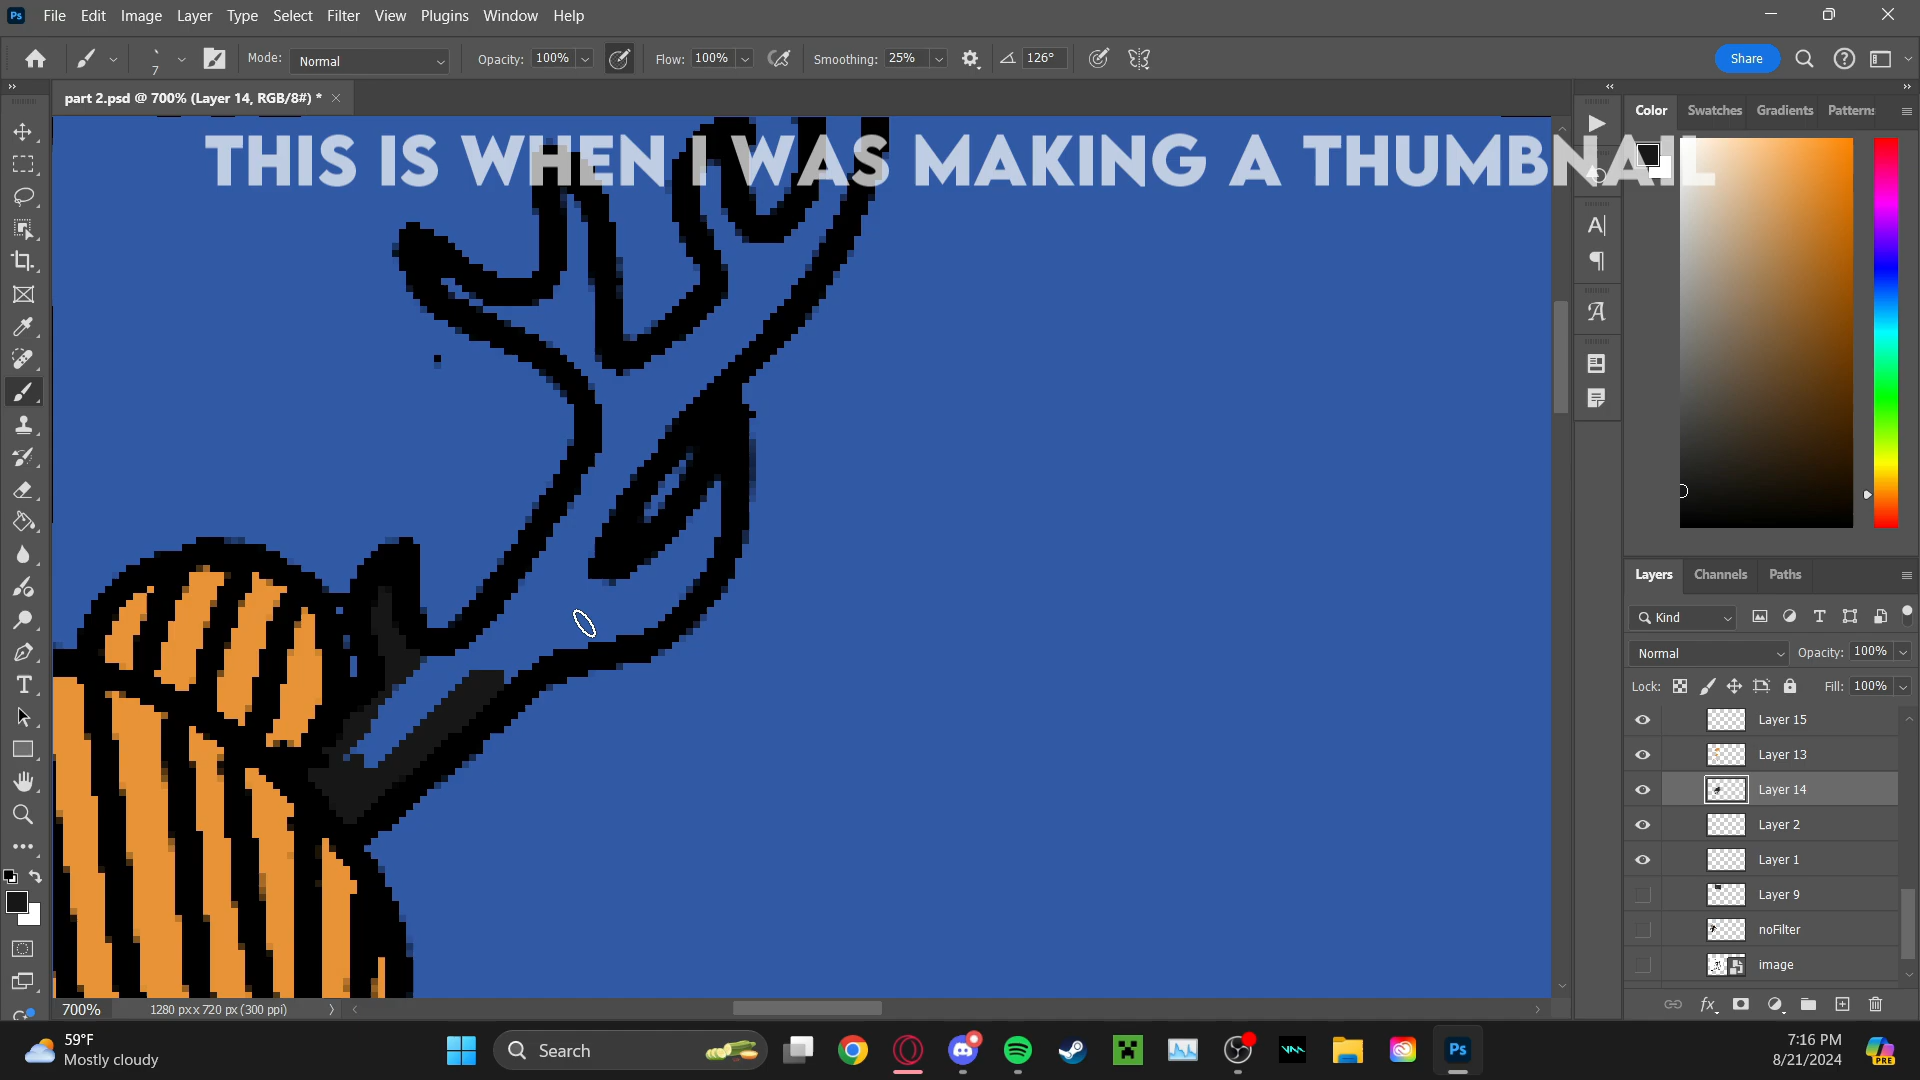 Ps File Edit Image Layer Type Select Filter View Plugins Window Help
7 Mode: Normal Opacity: 100% Flow: 100% Smoothing: 25% 126° Share
part 2.psd @ 700% (Layer 14, RGB/8#) *
Color Swatches Gradients Patterns
THIS IS WHEN I WAS MAKING A THUMBNAIL
Layers Channels Paths
Kind
Normal Opacity: 100%
Lock: Fill: 100%
Layer 15
Layer 13
Layer 14
Layer 2
Layer 1
Layer 9
noFilter
image
700% 1280 px x 720 px (300 ppi)
59°F
Mostly cloudy
Search
Ps
7:16 PM
8/21/2024
PRE